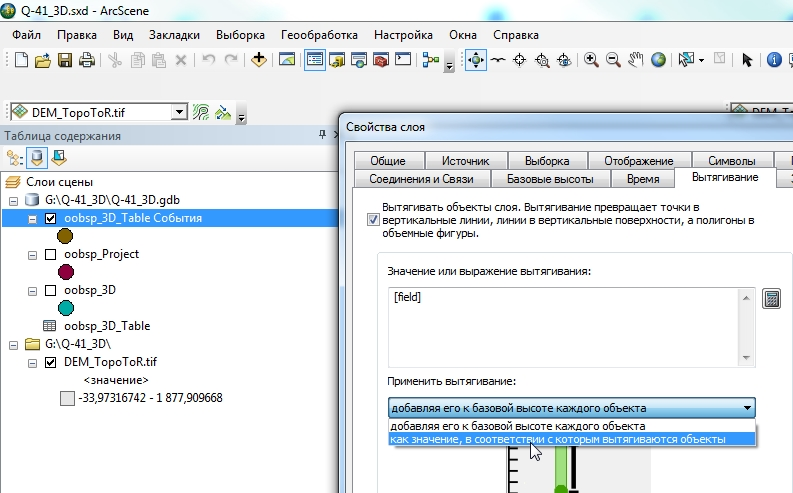 Q-41_3D.sxd - ArcScene
Файл Правка Вид Закладки Выборка Геообработка Настройка Окна Справка
DEM_TopoToR.tif
Таблица содержания
Слои сцены
G:\Q-41_3D\Q-41_3D.gdb
oobsp_3D_Table События
oobsp_Project
oobsp_3D
oobsp_3D_Table
G:\Q-41_3D\
DEM_TopoToR.tif
<значение>
-33,97316742 - 1 877,909668
Свойства слоя
Общие Источник Выборка Отображение Символы
Соединения и Связи Базовые высоты Время Вытягивание
Вытягивать объекты слоя. Вытягивание превращает точки в
вертикальные линии, линии в вертикальные поверхности, а полигоны в
объемные фигуры.
Значение или выражение вытягивания:
[field]
Применить вытягивание:
добавляя его к базовой высоте каждого объекта
добавляя его к базовой высоте каждого объекта
как значение, в соответствии с которым вытягиваются объекты